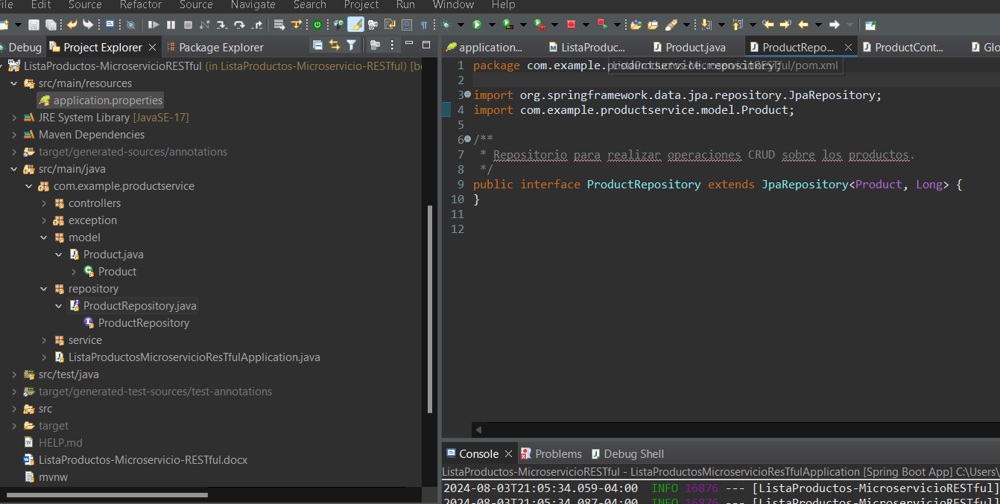 File Edit Source Refactor Source Navigate Search Project Run Window Help
Debug Project Explorer Package Explorer
application... ListaProduc... Product.java ProductRepo... ProductCont... Glo
ListaProductos-MicroservicioRESTful (in ListaProductos-Microservicio-RESTful) [bo
src/main/resources
application.properties
JRE System Library [JavaSE-17]
Maven Dependencies
target/generated-sources/annotations
src/main/java
com.example.productservice
controllers
exception
model
Product.java
Product
repository
ProductRepository.java
ProductRepository
service
ListaProductosMicroservicioResTfulApplication.java
src/test/java
target/generated-test-sources/test-annotations
src
target
HELP.md
ListaProductos-Microservicio-RESTful.docx
mvnw
ListaProductos-MicroservicioRESTful/pom.xml
1 package com.example.productservice.repository;
2
3 import org.springframework.data.jpa.repository.JpaRepository;
4 import com.example.productservice.model.Product;
5
6 /**
7 * Repositorio para realizar operaciones CRUD sobre los productos.
8 */
9 public interface ProductRepository extends JpaRepository<Product, Long> {
10 }
11
12
Console Problems Debug Shell
ListaProductos-MicroservicioRESTful - ListaProductosMicroservicioResTfulApplication [Spring Boot App] C:\Users\
2024-08-03T21:05:34.059-04:00 INFO 16876 --- [ListaProductos-MicroservicioRESTful]
2024-08-03T21:05:34.087-04:00 INFO 16876 --- [ListaProductos-MicroservicioRESTful]